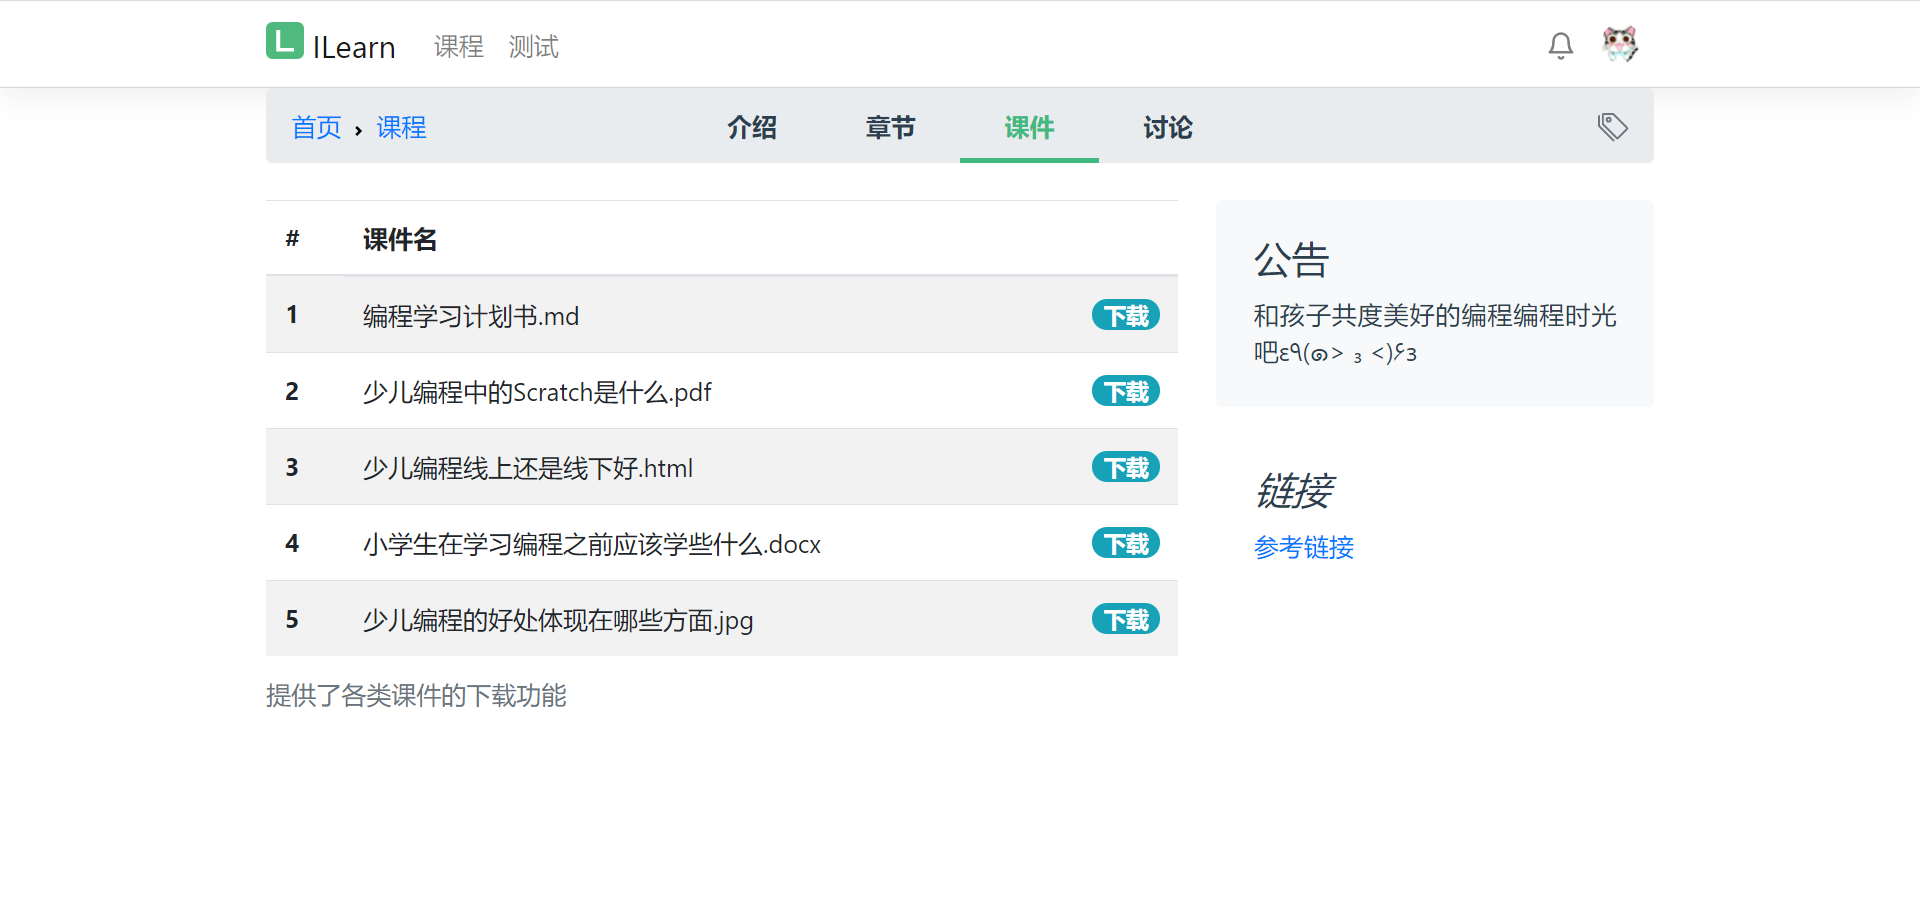 L ILearn 课程 测试
首页 › 课程 介绍 章节 课件 讨论
# 课件名
1 编程学习计划书.md 下载
2 少儿编程中的Scratch是什么.pdf 下载
3 少儿编程线上还是线下好.html 下载
4 小学生在学习编程之前应该学些什么.docx 下载
5 少儿编程的好处体现在哪些方面.jpg 下载
提供了各类课件的下载功能
公告
和孩子共度美好的编程编程时光
吧ε٩(๑> ₃ <)۶з
链接
参考链接